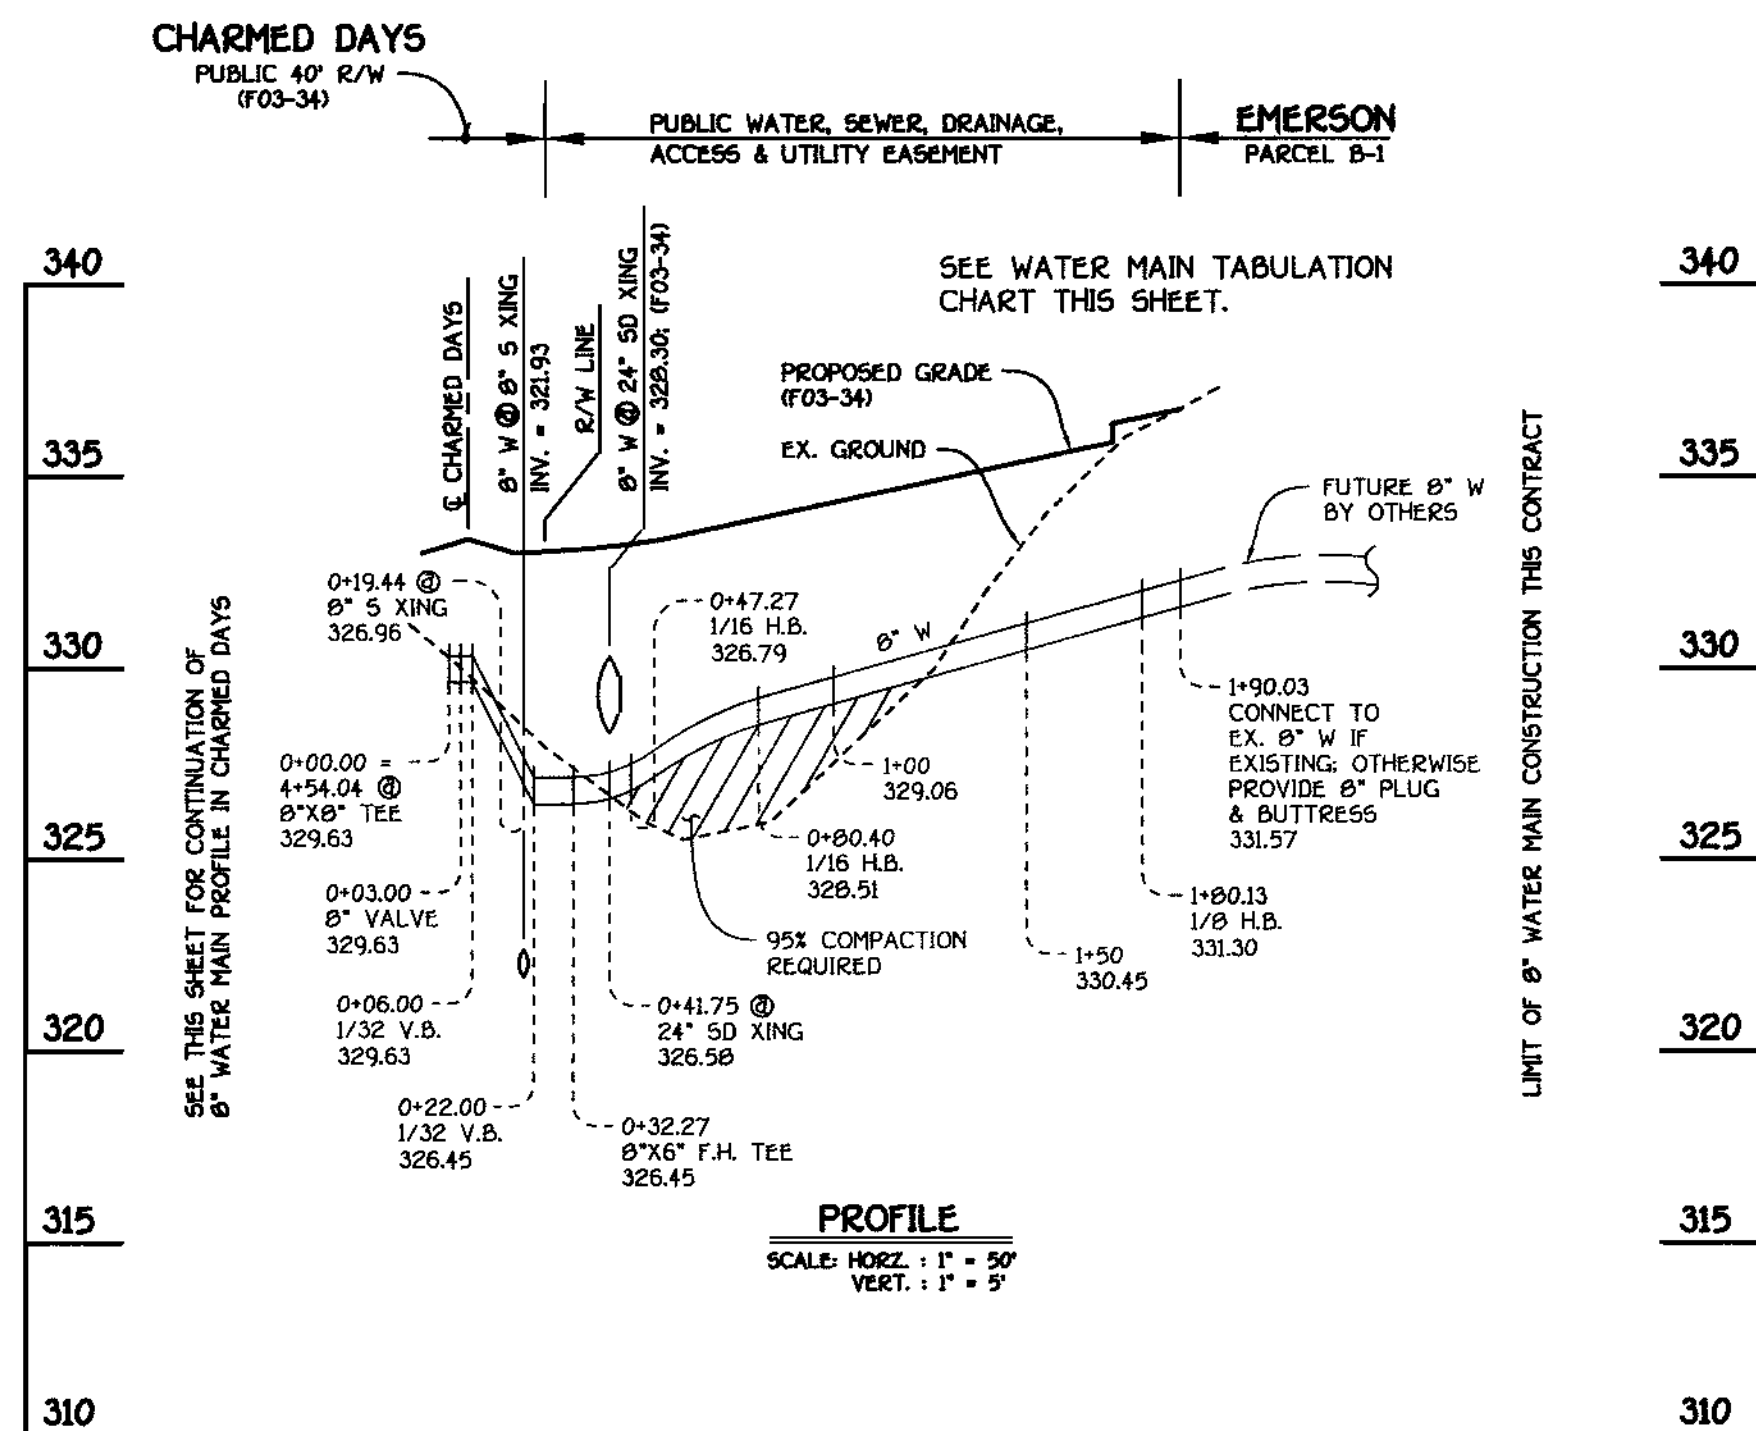 CHARMED DAYS
PUBLIC 40' R/W
(F03-34)
PUBLIC WATER, SEWER, DRAINAGE,
ACCESS & UTILITY EASEMENT
EMERSON
PARCEL B-1
340
335
330
325
320
315
310
SEE THIS SHEET FOR CONTINUATION OF
8" WATER MAIN PROFILE IN CHARMED DAYS
℄ CHARMED DAYS
8" W @ 8" S XING
INV. = 321.93
R/W LINE
8" W @ 24" SD XING
INV. = 328.30; (F03-34)
SEE WATER MAIN TABULATION
CHART THIS SHEET.
PROPOSED GRADE
(F03-34)
EX. GROUND
FUTURE 8" W
BY OTHERS
8" W
0+19.44 @
8" S XING
326.96
0+47.27
1/16 H.B.
326.79
0+00.00 =
4+54.04 @
8"X8" TEE
329.63
1+00
329.06
1+90.03
CONNECT TO
EX. 8" W IF
EXISTING; OTHERWISE
PROVIDE 8" PLUG
& BUTTRESS
331.57
0+80.40
1/16 H.B.
328.51
0+03.00
8" VALVE
329.63
95% COMPACTION
REQUIRED
1+80.13
1/8 H.B.
331.30
1+50
330.45
0+06.00
1/32 V.B.
329.63
0+41.75 @
24" SD XING
326.58
0+22.00
1/32 V.B.
326.45
0+32.27
8"X6" F.H. TEE
326.45
PROFILE
SCALE: HORZ. : 1" = 50'
VERT. : 1" = 5'
LIMIT OF 8" WATER MAIN CONSTRUCTION THIS CONTRACT
340
335
330
325
320
315
310